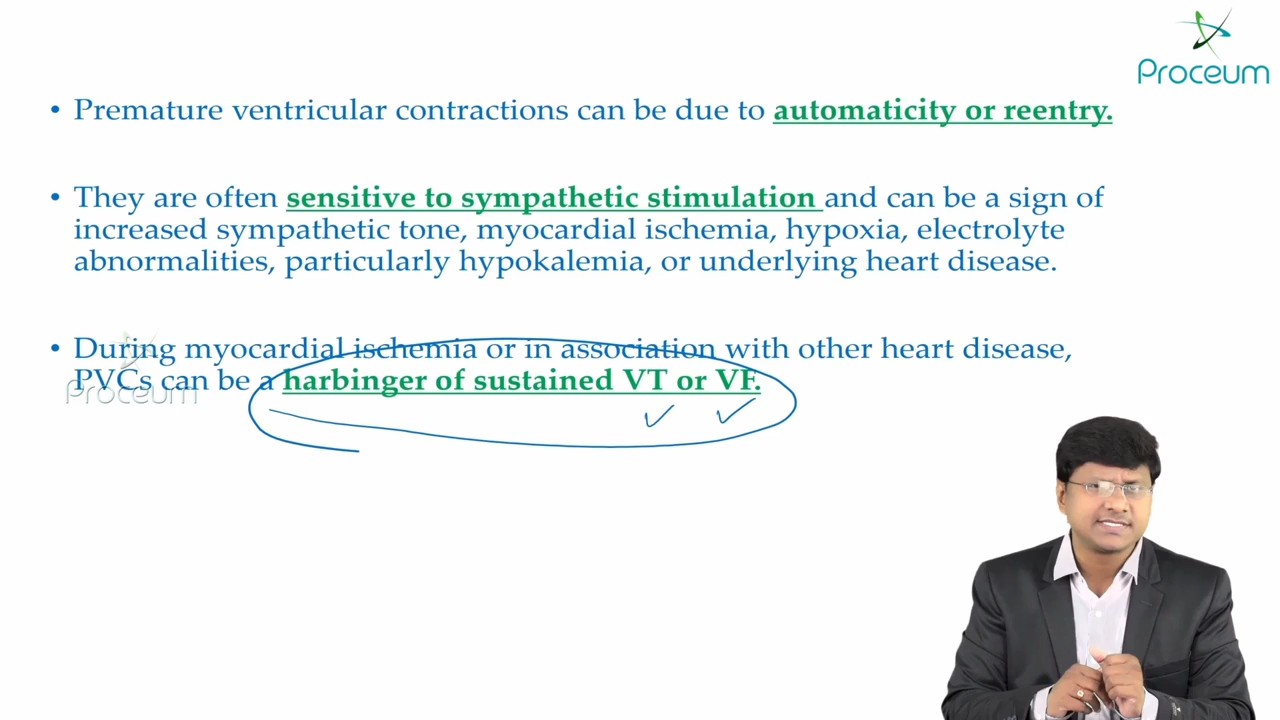 Proceum
• Premature ventricular contractions can be due to automaticity or reentry.
• They are often sensitive to sympathetic stimulation and can be a sign of
increased sympathetic tone, myocardial ischemia, hypoxia, electrolyte
abnormalities, particularly hypokalemia, or underlying heart disease.
• During myocardial ischemia or in association with other heart disease,
PVCs can be a harbinger of sustained VT or VF.
Proceum